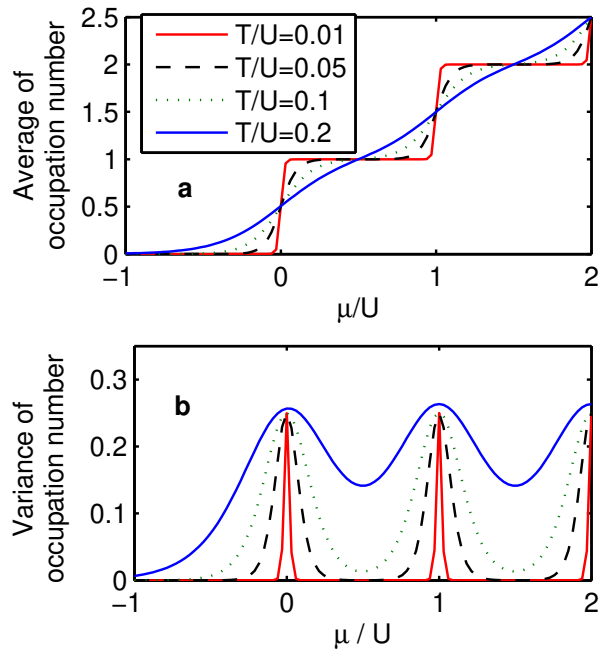 2.5
2
1.5
1
0.5
0
Average of
occupation number
T/U=0.01
T/U=0.05
T/U=0.1
T/U=0.2
a
−1
0
1
2
μ/U
0.3
0.2
0.1
0
Variance of
occupation number
b
−1
0
1
2
μ / U